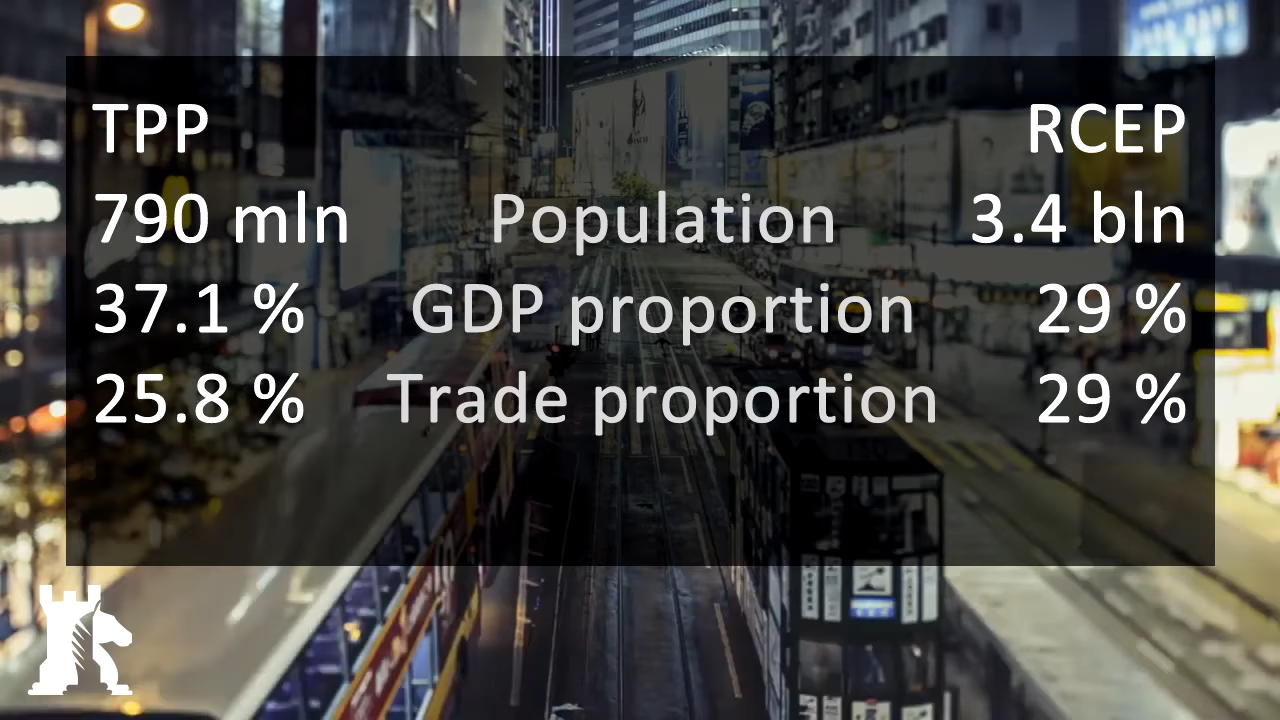 TPP RCEP
790 mln Population 3.4 bln
37.1 % GDP proportion 29 %
25.8 % Trade proportion 29 %